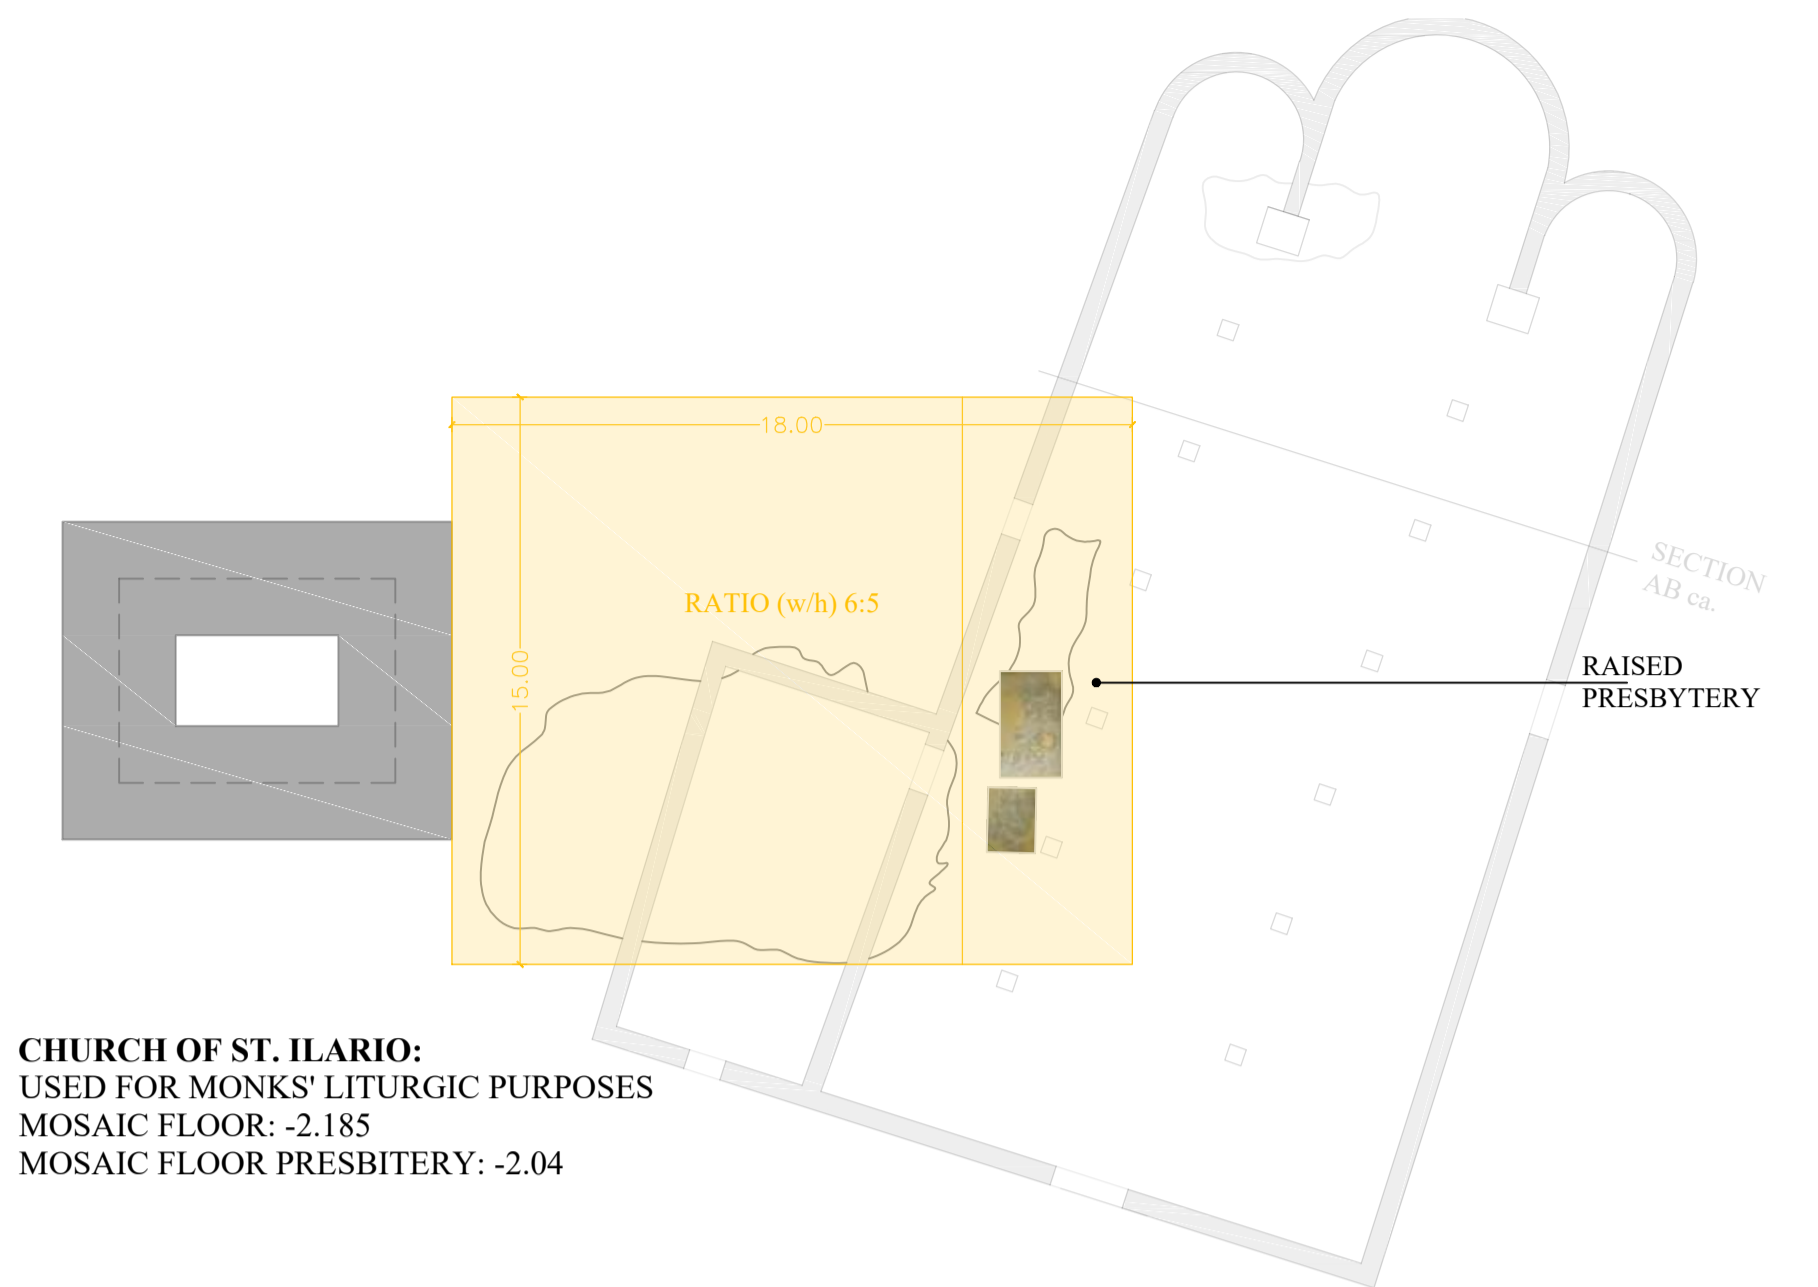 18.00
SECTION
AB ca.
RATIO (w/h) 6:5
15.00
RAISED
PRESBYTERY
CHURCH OF ST. ILARIO:
USED FOR MONKS' LITURGIC PURPOSES
MOSAIC FLOOR: -2.185
MOSAIC FLOOR PRESBITERY: -2.04